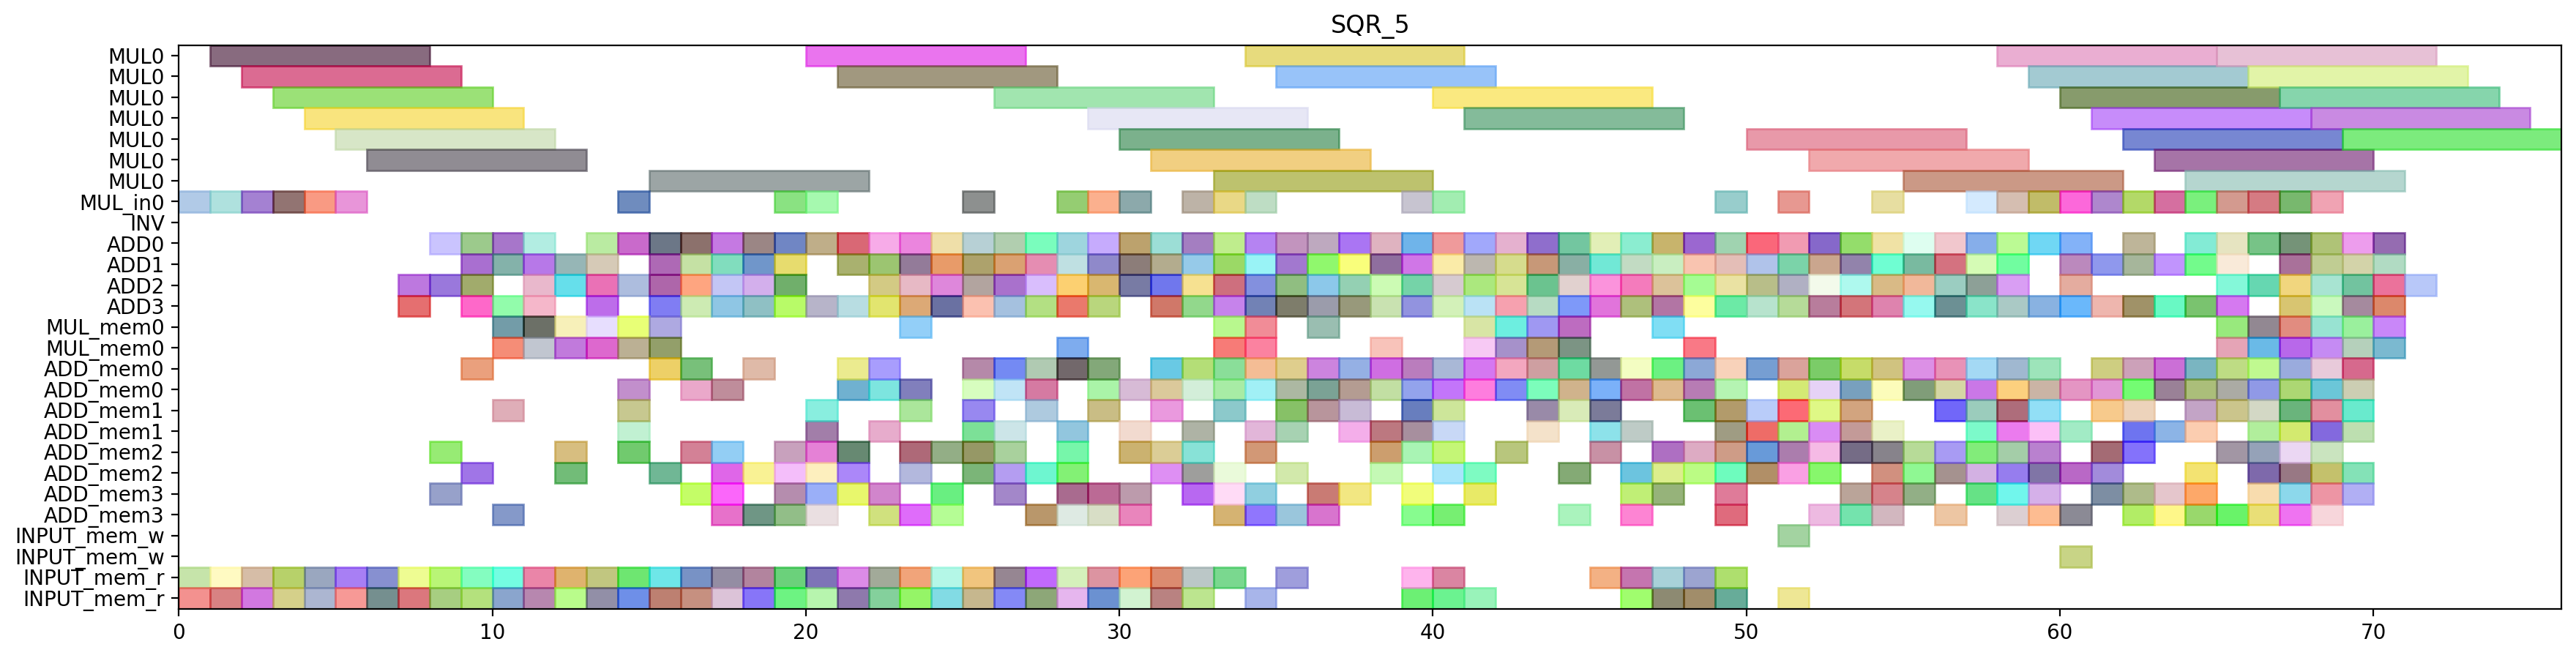 SQR_5
MUL0
MUL0
MUL0
MUL0
MUL0
MUL0
MUL0
MUL_in0
INV
ADD0
ADD1
ADD2
ADD3
MUL_mem0
MUL_mem0
ADD_mem0
ADD_mem0
ADD_mem1
ADD_mem1
ADD_mem2
ADD_mem2
ADD_mem3
ADD_mem3
INPUT_mem_w
INPUT_mem_w
INPUT_mem_r
INPUT_mem_r
0 10 20 30 40 50 60 70